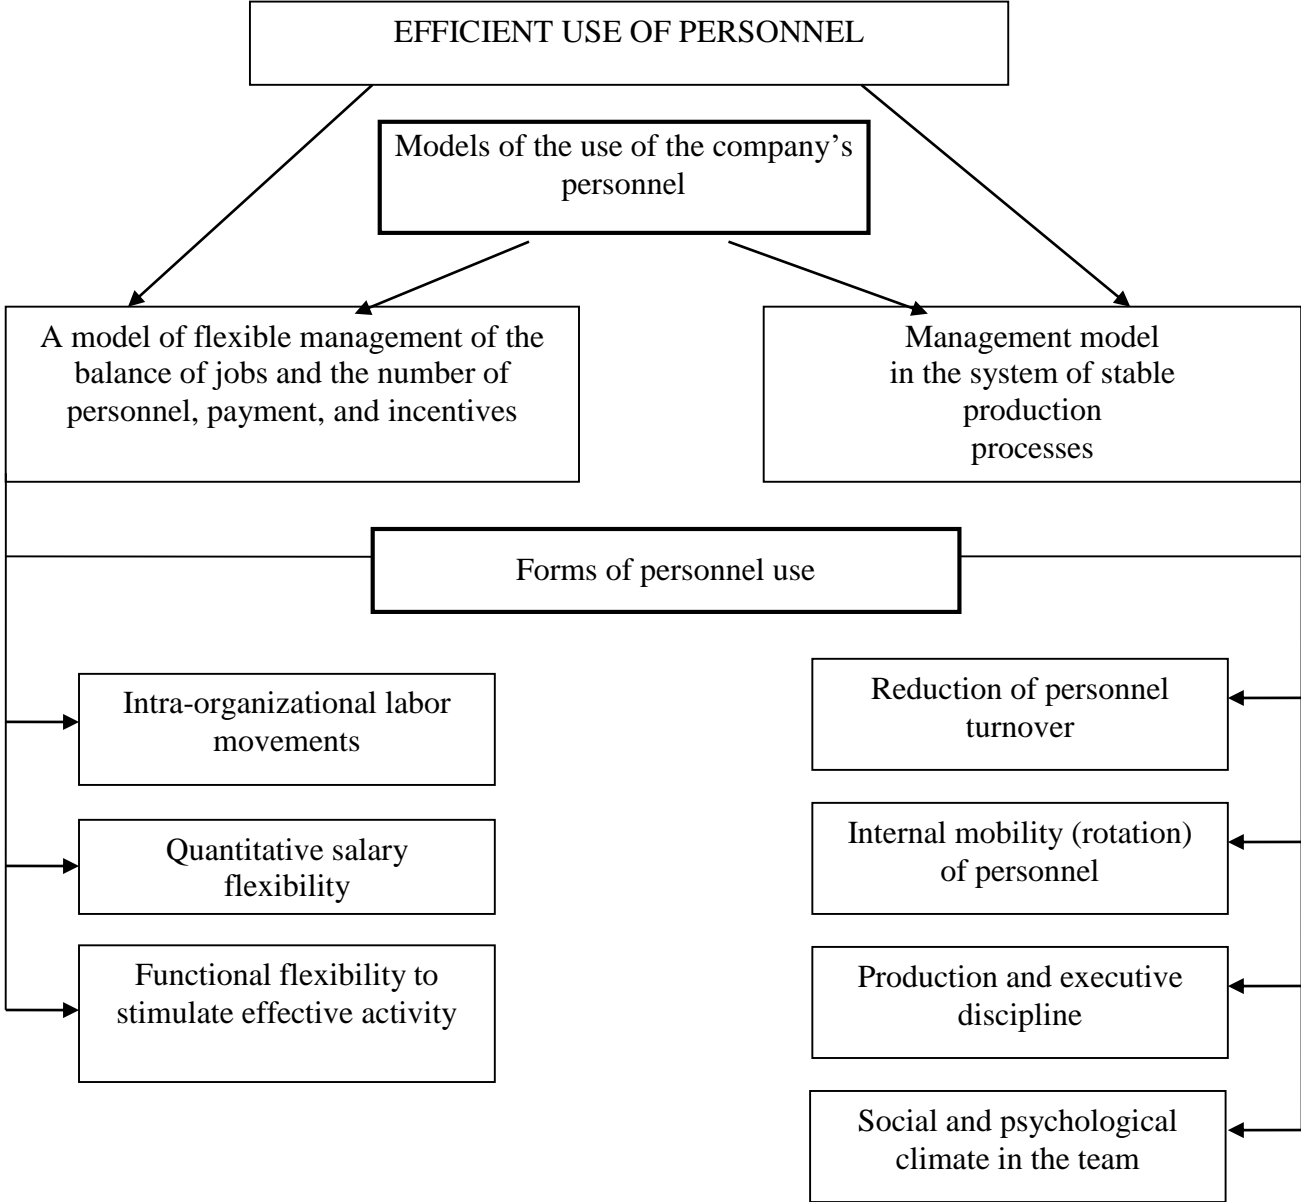 EFFICIENT USE OF PERSONNEL
Models of the use of the company’s
personnel
A model of flexible management of the
balance of jobs and the number of
personnel, payment, and incentives
Management model
in the system of stable
production
processes
Forms of personnel use
Intra-organizational labor
movements
Quantitative salary
flexibility
Functional flexibility to
stimulate effective activity
Reduction of personnel
turnover
Internal mobility (rotation)
of personnel
Production and executive
discipline
Social and psychological
climate in the team